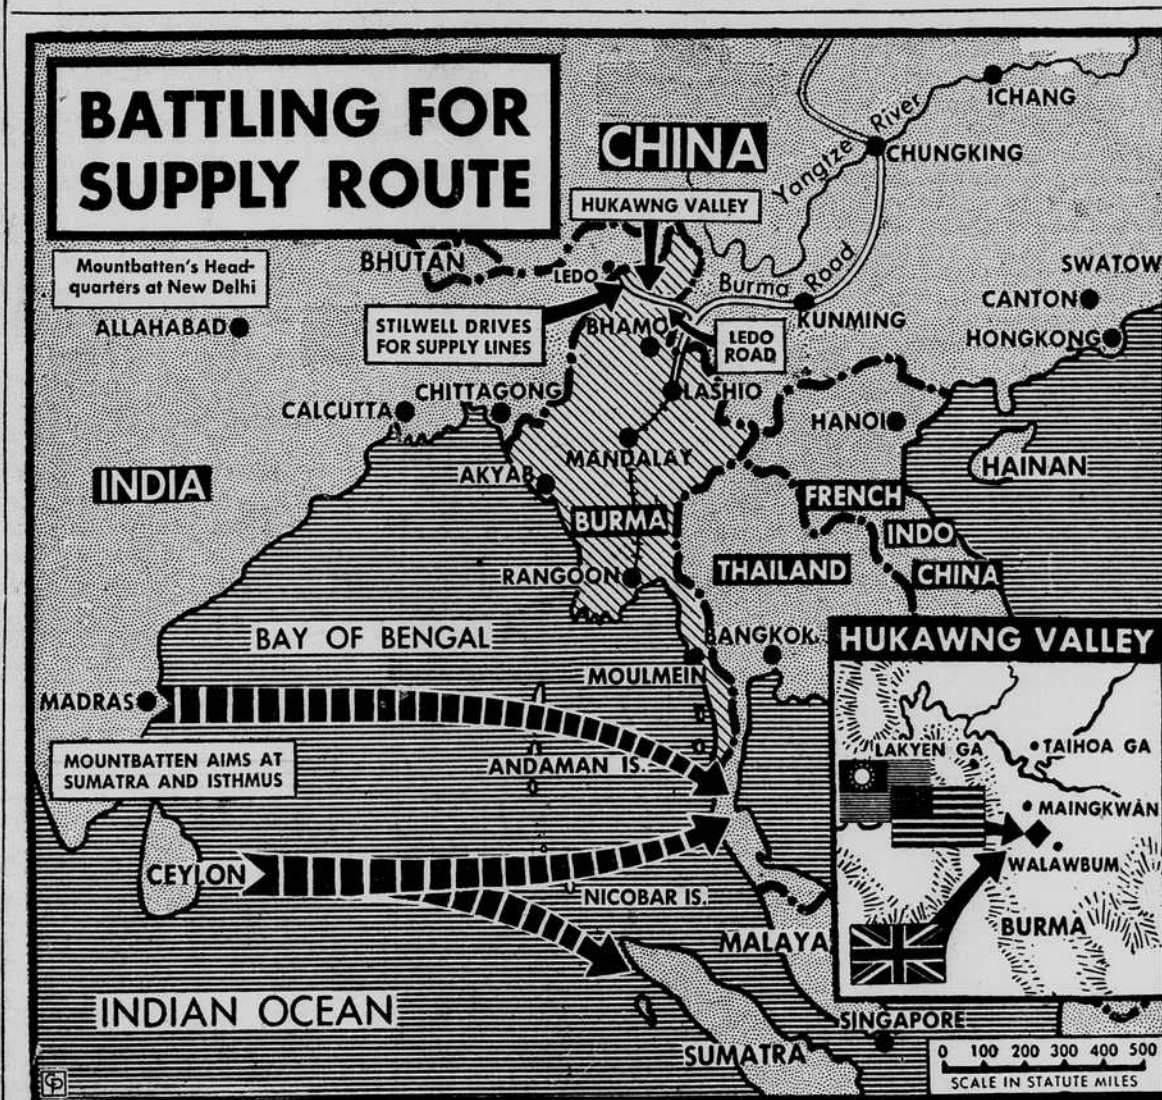 BATTLING FOR
SUPPLY ROUTE
CHINA
ICHANG
Yangtze River
CHUNGKING
HUKAWNG VALLEY
BHUTAN
LEDO
Mountbatten's Head-
quarters at New Delhi
ALLAHABAD
STILWELL DRIVES
FOR SUPPLY LINES
Burma Road
SWATOW
CANTON
HONGKONG
KUNMING
BHAMO
LEDO
ROAD
LASHIO
CHITTAGONG
CALCUTTA
HANOI
MANDALAY
HAINAN
INDIA
AKYAB
FRENCH
INDO
CHINA
BURMA
THAILAND
RANGOON
BAY OF BENGAL
BANGKOK
MOULMEIN
MADRAS
MOUNTBATTEN AIMS AT
SUMATRA AND ISTHMUS
ANDAMAN IS.
CEYLON
NICOBAR IS.
MALAYA
INDIAN OCEAN
SINGAPORE
SUMATRA
HUKAWNG VALLEY
LAKYEN GA
TAIHOA GA
MAINGKWAN
WALAWBUM
BURMA
0 100 200 300 400 500
SCALE IN STATUTE MILES
CP